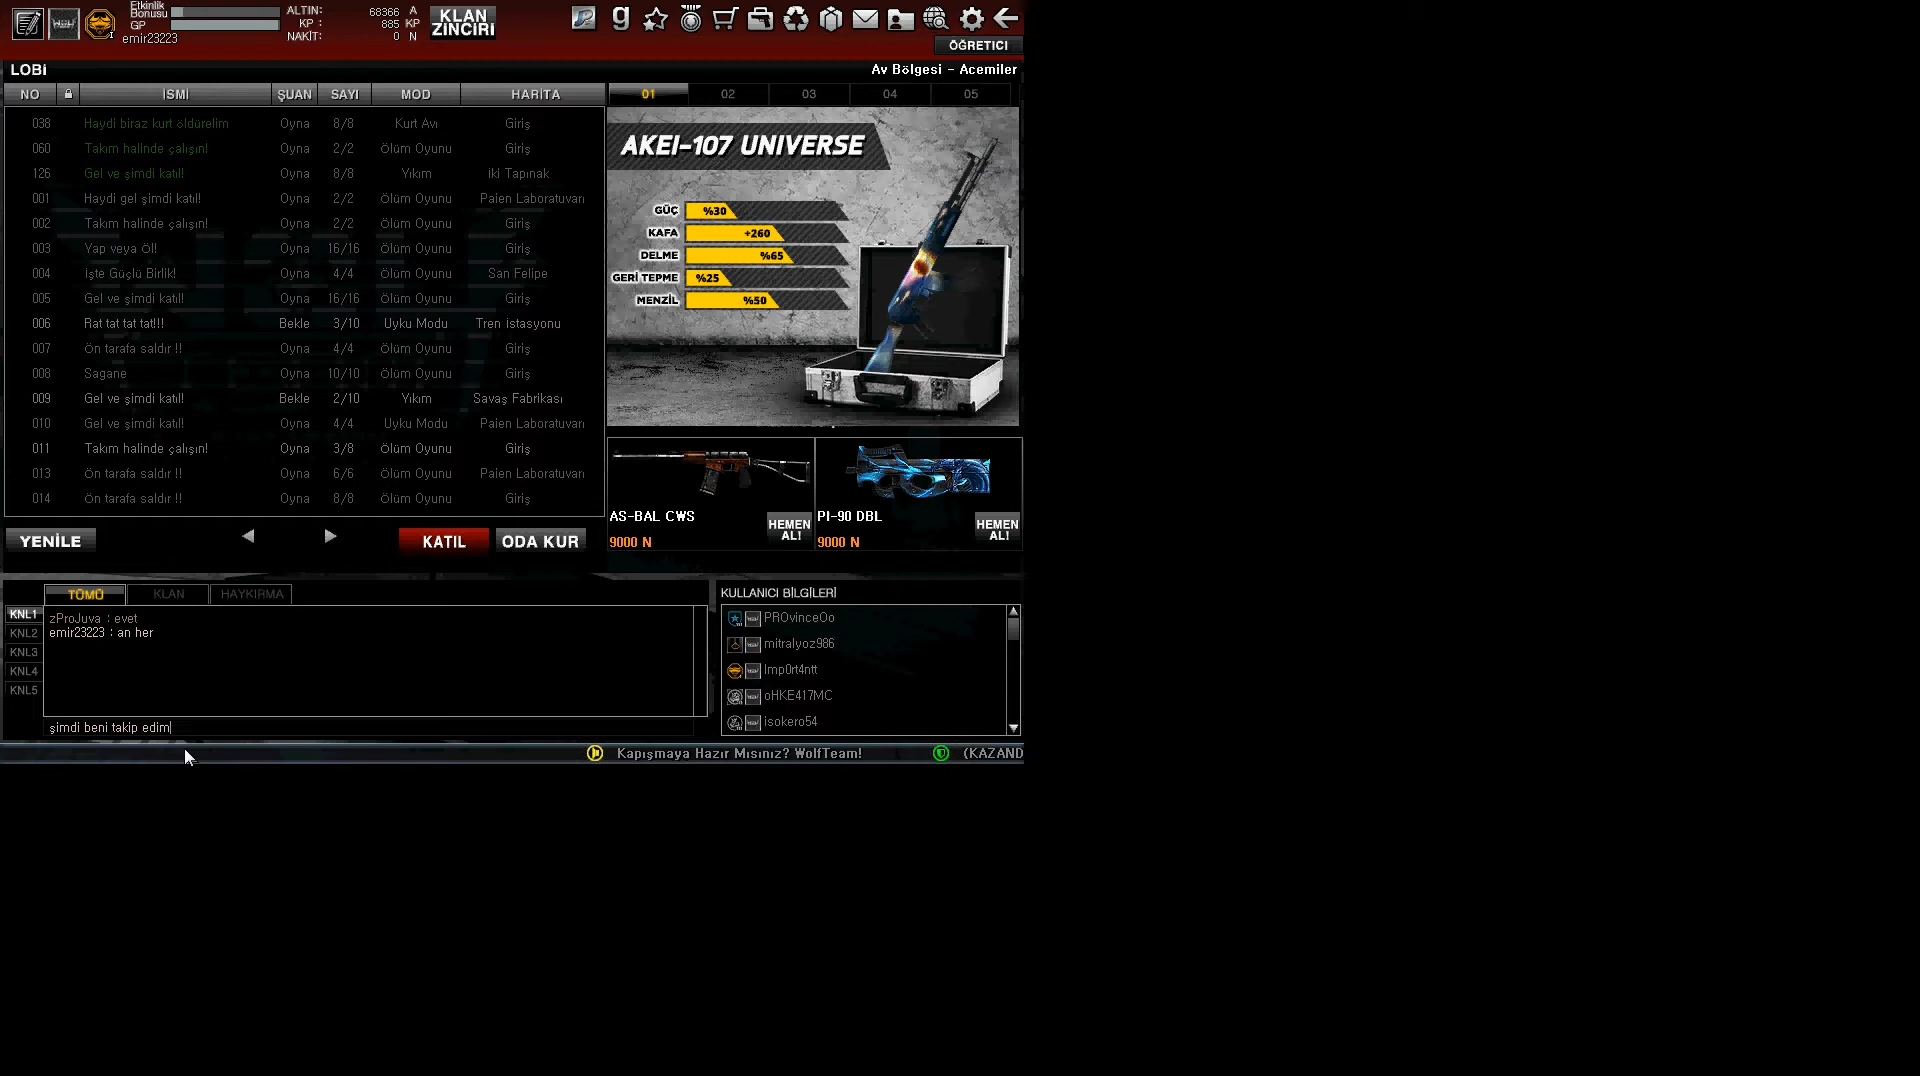 Etkinlik Bonusu
GP
emir23223
ALTIN: 68366 A
KP : 885 KP
NAKİT: 0 N
KLAN ZİNCİRİ
ÖĞRETİCİ
LOBİ
Av Bölgesi - Acemiler
NO İSMİ ŞUAN SAYI MOD HARİTA
038 Haydi biraz kurt öldürelim Oyna 8/8 Kurt Avı Giriş
060 Takım halinde çalışın! Oyna 2/2 Ölüm Oyunu Giriş
126 Gel ve şimdi katıl! Oyna 8/8 Yıkım İki Tapınak
001 Haydi gel şimdi katıl! Oyna 2/2 Ölüm Oyunu Paien Laboratuvarı
002 Takım halinde çalışın! Oyna 2/2 Ölüm Oyunu Giriş
003 Yap veya Öl! Oyna 16/16 Ölüm Oyunu Giriş
004 İşte Güçlü Birlik! Oyna 4/4 Ölüm Oyunu San Felipe
005 Gel ve şimdi katıl! Oyna 16/16 Ölüm Oyunu Giriş
006 Rat tat tat tat!!! Bekle 3/10 Uyku Modu Tren İstasyonu
007 Ön tarafa saldır !! Oyna 4/4 Ölüm Oyunu Giriş
008 Sagane Oyna 10/10 Ölüm Oyunu Giriş
009 Gel ve şimdi katıl! Bekle 2/10 Yıkım Savaş Fabrikası
010 Gel ve şimdi katıl! Oyna 4/4 Uyku Modu Paien Laboratuvarı
011 Takım halinde çalışın! Oyna 3/8 Ölüm Oyunu Giriş
013 Ön tarafa saldır !! Oyna 6/6 Ölüm Oyunu Paien Laboratuvarı
014 Ön tarafa saldır !! Oyna 8/8 Ölüm Oyunu Giriş
YENİLE
KATIL
ODA KUR
01 02 03 04 05
AKEI-107 UNIVERSE
GÜÇ %30
KAFA +260
DELME %65
GERİ TEPME %25
MENZİL %50
AS-BAL CWS
9000 N
HEMEN AL!
PI-90 DBL
9000 N
HEMEN AL!
TÜMÜ KLAN HAYKIRMA
KNL1
KNL2
KNL3
KNL4
KNL5
zProJuva : evet
emir23223 : an her
şimdi beni takip edim
KULLANICI BİLGİLERİ
PROvinceOo
mitralyoz986
Imp0rt4ntt
oHKE417MC
isokero54
Kapışmaya Hazır Mısınız? WolfTeam!
(KAZAND